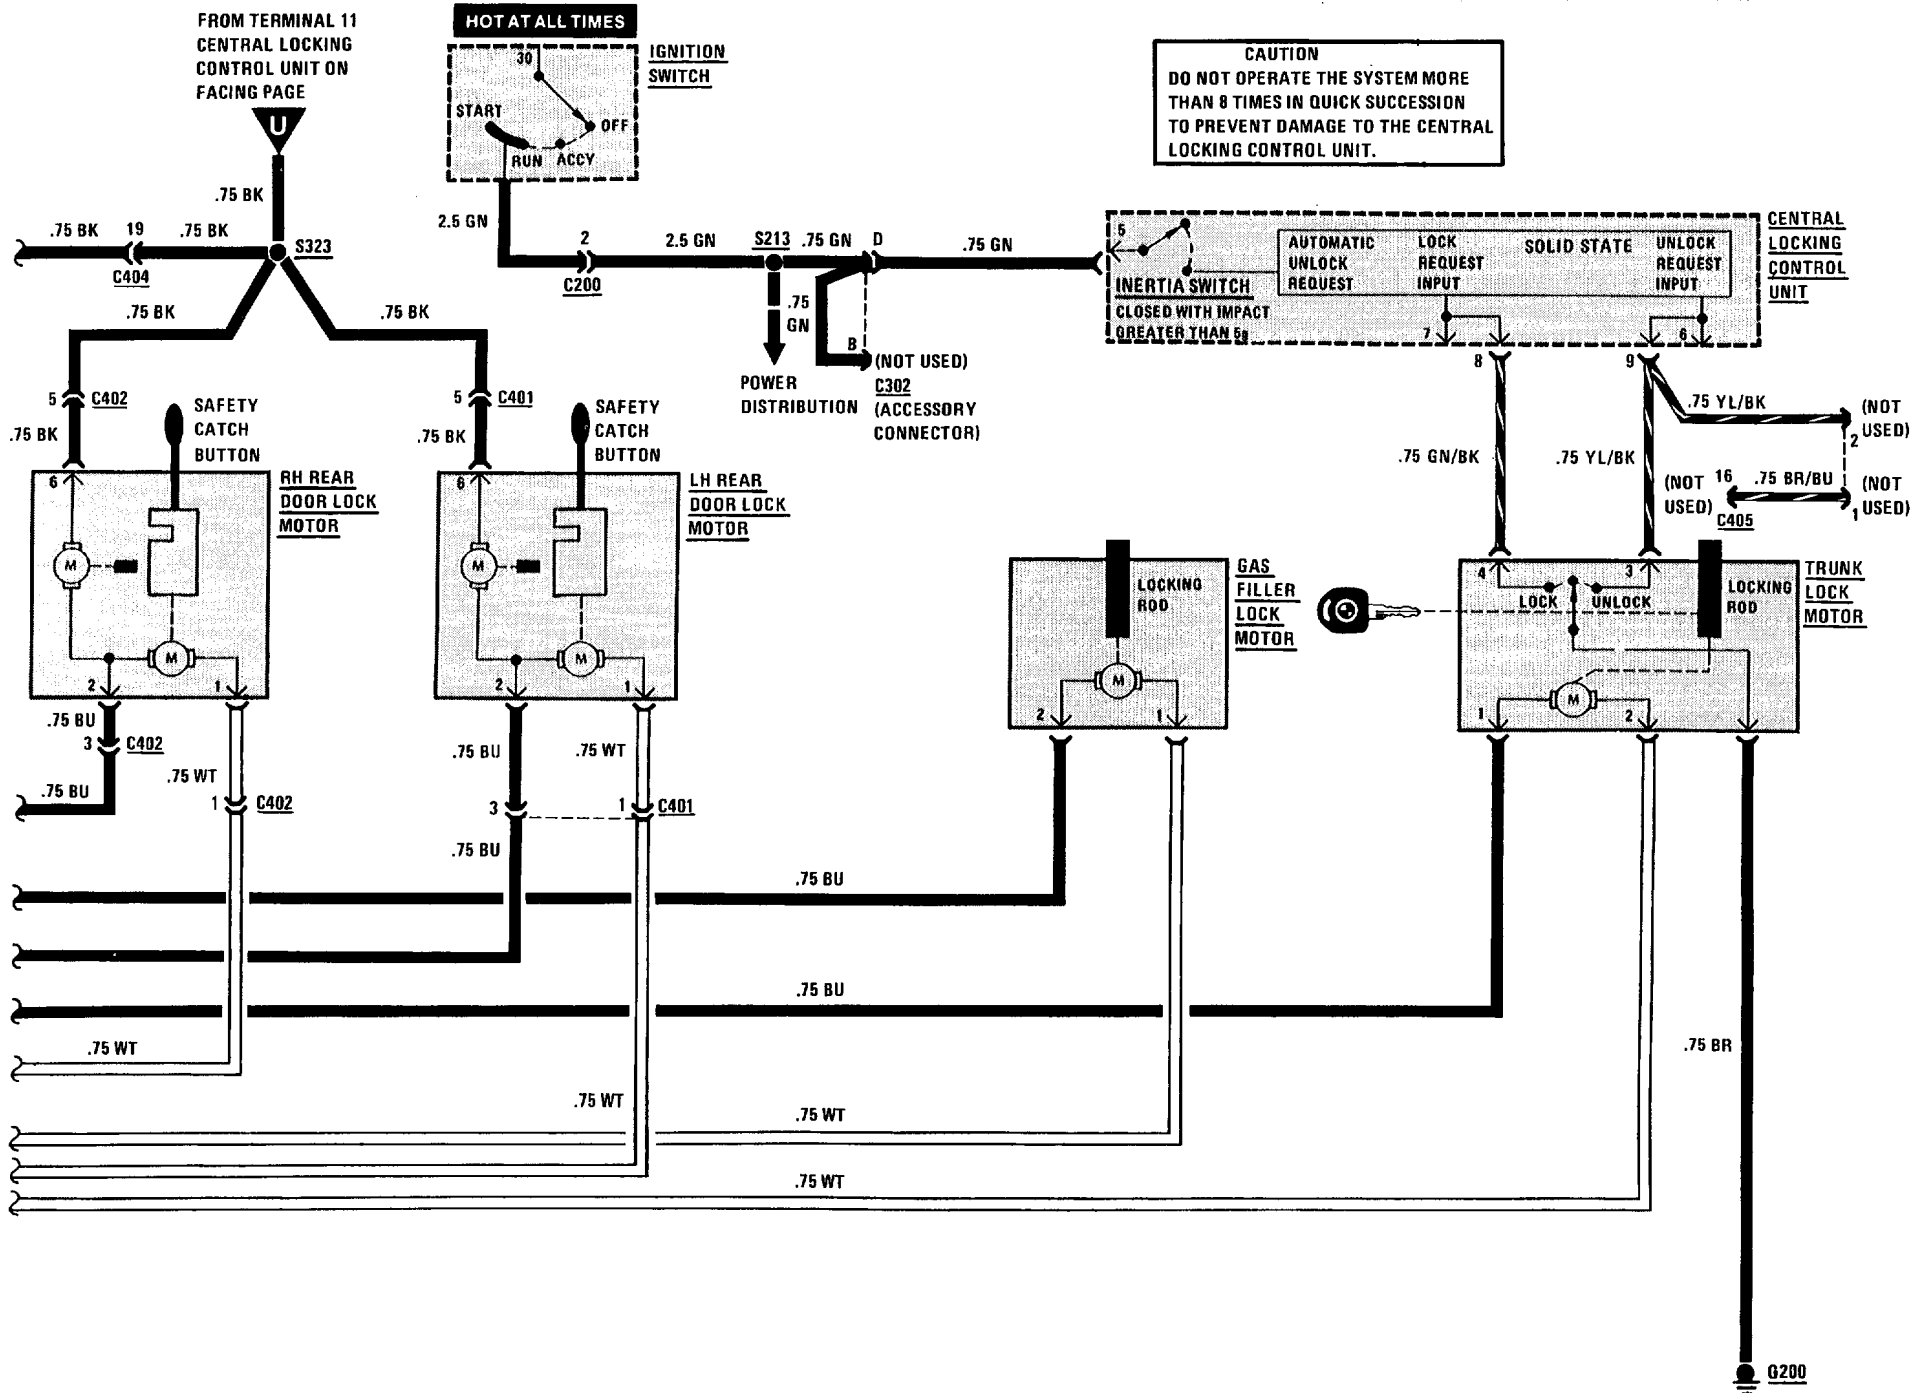 FROM TERMINAL 11
CENTRAL LOCKING
CONTROL UNIT ON
FACING PAGE
U
HOT AT ALL TIMES
IGNITION
SWITCH
30
START
OFF
RUN
ACCY
CAUTION
DO NOT OPERATE THE SYSTEM MORE
THAN 8 TIMES IN QUICK SUCCESSION
TO PREVENT DAMAGE TO THE CENTRAL
LOCKING CONTROL UNIT.
.75 BK
.75 BK
19
.75 BK
S323
C404
.75 BK
.75 BK
2.5 GN
2
C200
2.5 GN
S213
.75 GN
D
.75 GN
.75
GN
B
(NOT USED)
C302
(ACCESSORY
CONNECTOR)
POWER
DISTRIBUTION
5
INERTIA SWITCH
CLOSED WITH IMPACT
GREATER THAN 5g
AUTOMATIC
UNLOCK
REQUEST
LOCK
REQUEST
INPUT
SOLID STATE
UNLOCK
REQUEST
INPUT
7
6
CENTRAL
LOCKING
CONTROL
UNIT
8
9
.75 YL/BK
(NOT
USED)
2
.75 GN/BK
.75 YL/BK
(NOT
USED)
16
.75 BR/BU
C405
(NOT
USED)
1
5
C402
.75 BK
SAFETY
CATCH
BUTTON
RH REAR
DOOR LOCK
MOTOR
6
M
M
2
1
5
C401
.75 BK
SAFETY
CATCH
BUTTON
LH REAR
DOOR LOCK
MOTOR
6
M
M
2
1
LOCKING
ROD
GAS
FILLER
LOCK
MOTOR
M
2
1
4
3
LOCK
UNLOCK
LOCKING
ROD
TRUNK
LOCK
MOTOR
M
1
2
.75 BU
3
C402
.75 WT
.75 BU
1
C402
.75 BU
.75 WT
3
1
C401
.75 BU
.75 BU
.75 BU
.75 WT
.75 BR
.75 WT
.75 WT
.75 WT
G200